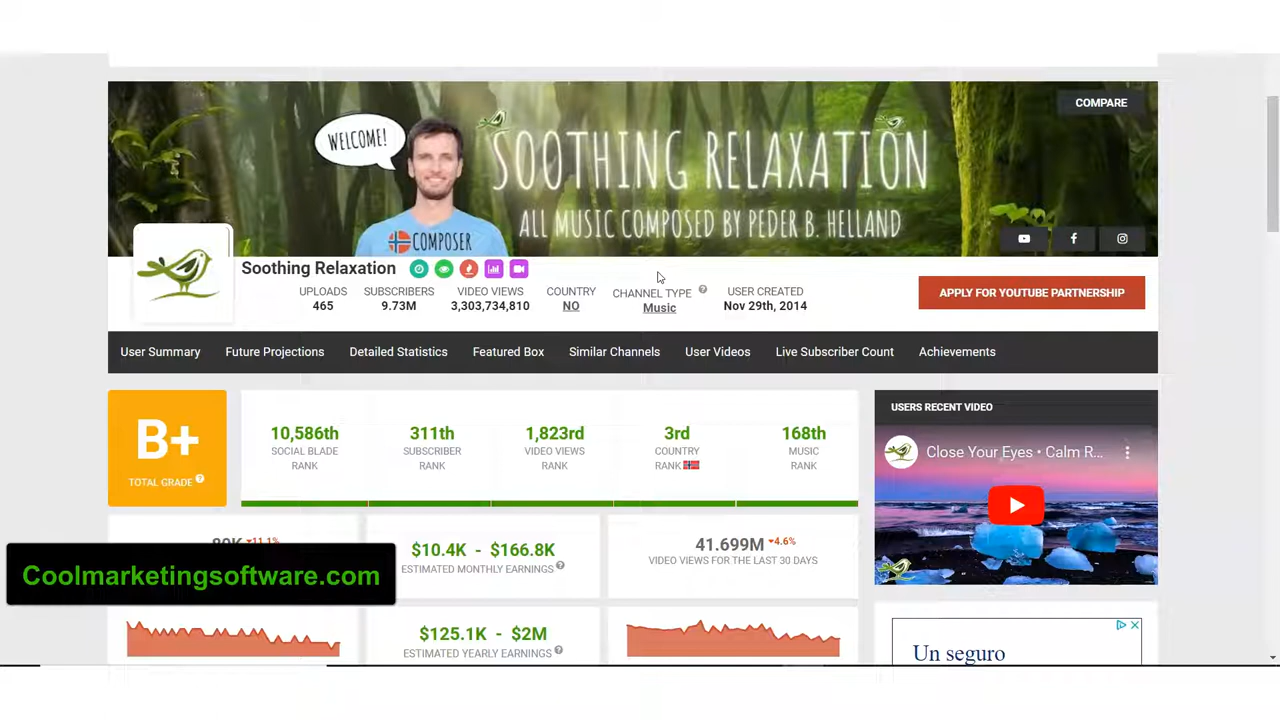 COMPARE
WELCOME!
SOOTHING RELAXATION
ALL MUSIC COMPOSED BY PEDER B. HELLAND
COMPOSER
Soothing Relaxation
UPLOADS
465
SUBSCRIBERS
9.73M
VIDEO VIEWS
3,303,734,810
COUNTRY
NO
CHANNEL TYPE
Music
USER CREATED
Nov 29th, 2014
APPLY FOR YOUTUBE PARTNERSHIP
User Summary
Future Projections
Detailed Statistics
Featured Box
Similar Channels
User Videos
Live Subscriber Count
Achievements
B+
TOTAL GRADE
10,586th
SOCIAL BLADE
RANK
311th
SUBSCRIBER
RANK
1,823rd
VIDEO VIEWS
RANK
3rd
COUNTRY
RANK
168th
MUSIC
RANK
USERS RECENT VIDEO
Close Your Eyes • Calm R...
$10.4K - $166.8K
ESTIMATED MONTHLY EARNINGS
41.699M 4.6%
VIDEO VIEWS FOR THE LAST 30 DAYS
Coolmarketingsoftware.com
$125.1K - $2M
ESTIMATED YEARLY EARNINGS
Un seguro